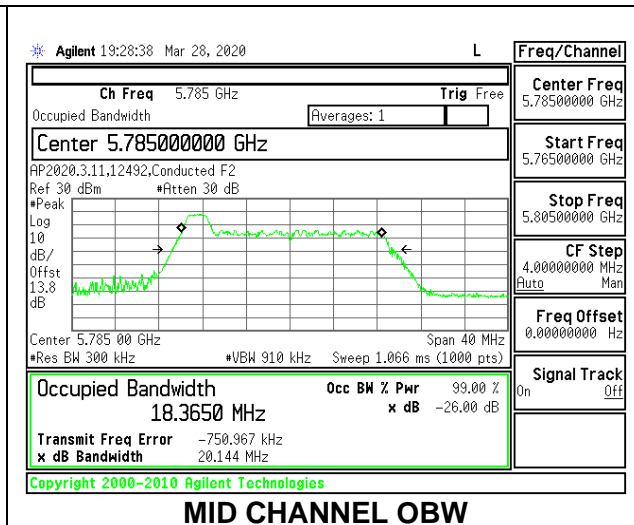 Agilent 19:28:38 Mar 28, 2020 L
Freq/Channel
Ch Freq 5.785 GHz Trig Free
Occupied Bandwidth Averages: 1
Center 5.785000000 GHz
AP2020.3.11,12492,Conducted F2
Ref 30 dBm #Atten 30 dB
#Peak
Log
10
dB/
Offst
13.8
dB
Center 5.785 00 GHz Span 40 MHz
#Res BW 300 kHz #VBW 910 kHz Sweep 1.066 ms (1000 pts)
Occupied Bandwidth Occ BW % Pwr 99.00 %
18.3650 MHz x dB -26.00 dB
Transmit Freq Error -750.967 kHz
x dB Bandwidth 20.144 MHz
Copyright 2000-2010 Agilent Technologies
Center Freq
5.78500000 GHz
Start Freq
5.76500000 GHz
Stop Freq
5.80500000 GHz
CF Step
4.00000000 MHz
Auto Man
Freq Offset
0.00000000 Hz
Signal Track
On Off
MID CHANNEL OBW